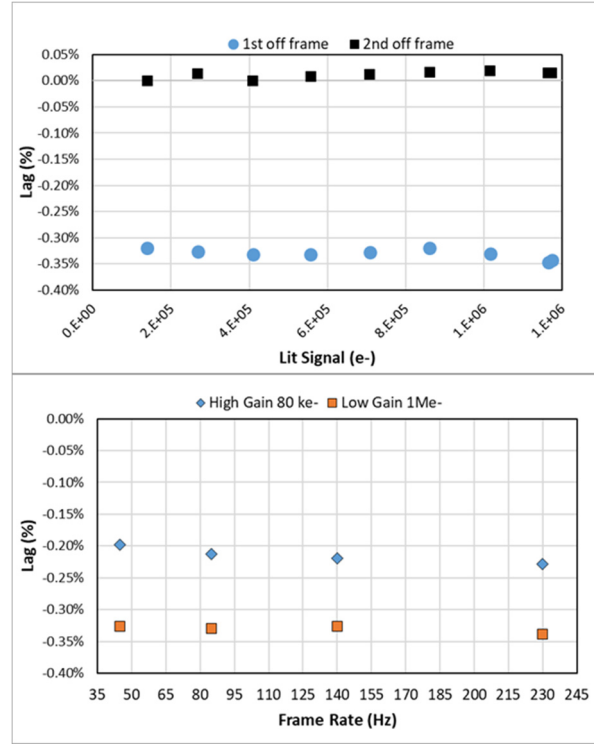 1st off frame 2nd off frame
0.05%
0.00%
-0.05%
-0.10%
-0.15%
-0.20%
-0.25%
-0.30%
-0.35%
-0.40%
Lag (%)
0.E+00 2.E+05 4.E+05 6.E+05 8.E+05 1.E+06 1.E+06
Lit Signal (e-)
High Gain 80 ke- Low Gain 1Me-
0.00%
-0.05%
-0.10%
-0.15%
-0.20%
-0.25%
-0.30%
-0.35%
-0.40%
Lag (%)
35 45 55 65 75 80 95 110 125 140 155 170 185 200 215 230 245
Frame Rate (Hz)